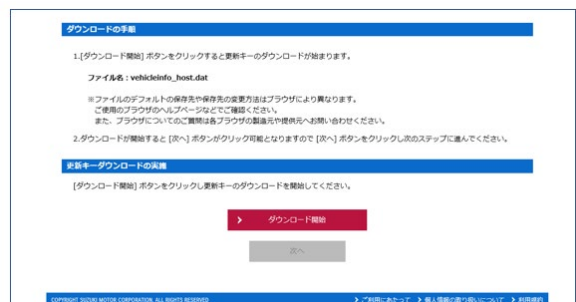 ダウンロードの手順
1.[ダウンロード開始] ボタンをクリックすると更新キーのダウンロードが始まります。
ファイル名：vehicleinfo_host.dat
※ファイルのデフォルトの保存先や保存先の変更方法はブラウザにより異なります。
ご使用のブラウザのヘルプページなどでご確認ください。
また、ブラウザについてのご質問は各ブラウザの製造元や提供元へお問い合わせください。
2.ダウンロードが開始すると [次へ] ボタンがクリック可能となりますので [次へ] ボタンをクリックし次のステップに進んでください。
更新キーダウンロードの実施
[ダウンロード開始] ボタンをクリックし更新キーのダウンロードを開始してください。
ダウンロード開始
次へ
COPYRIGHT SUZUKI MOTOR CORPORATION. ALL RIGHTS RESERVED ご利用にあたって 個人情報の取り扱いについて 利用規約